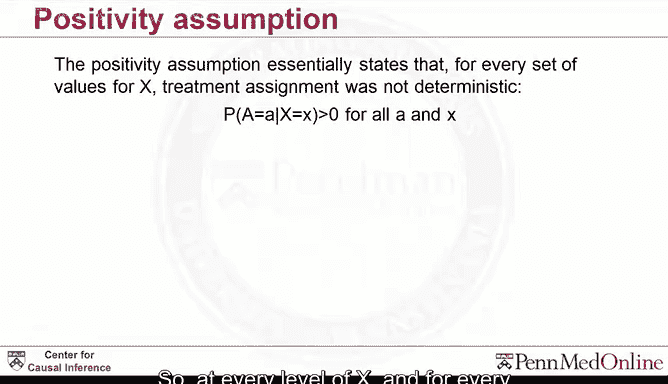 Positivity assumption
The positivity assumption essentially states that, for every set of
values for X, treatment assignment was not deterministic:
P(A=a|X=x)>0 for all a and x
Center for
Causal Inference
PennMedOnline
So, at every level of X, and for every